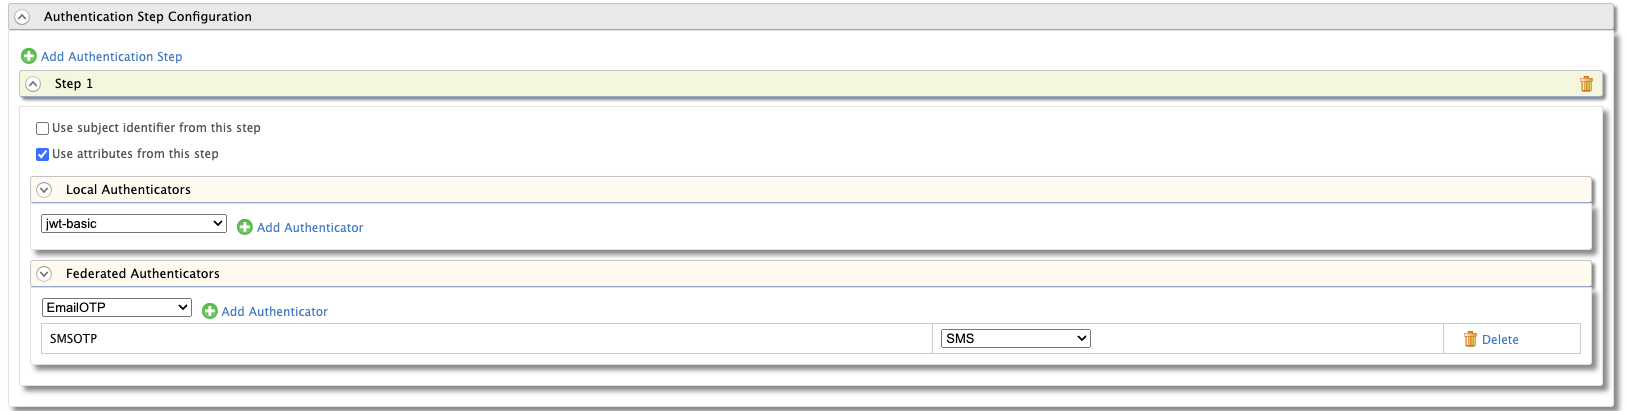 Authentication Step Configuration
Add Authentication Step
Step 1
Use subject identifier from this step
Use attributes from this step
Local Authenticators
jwt-basic Add Authenticator
Federated Authenticators
EmailOTP Add Authenticator
SMSOTP SMS Delete